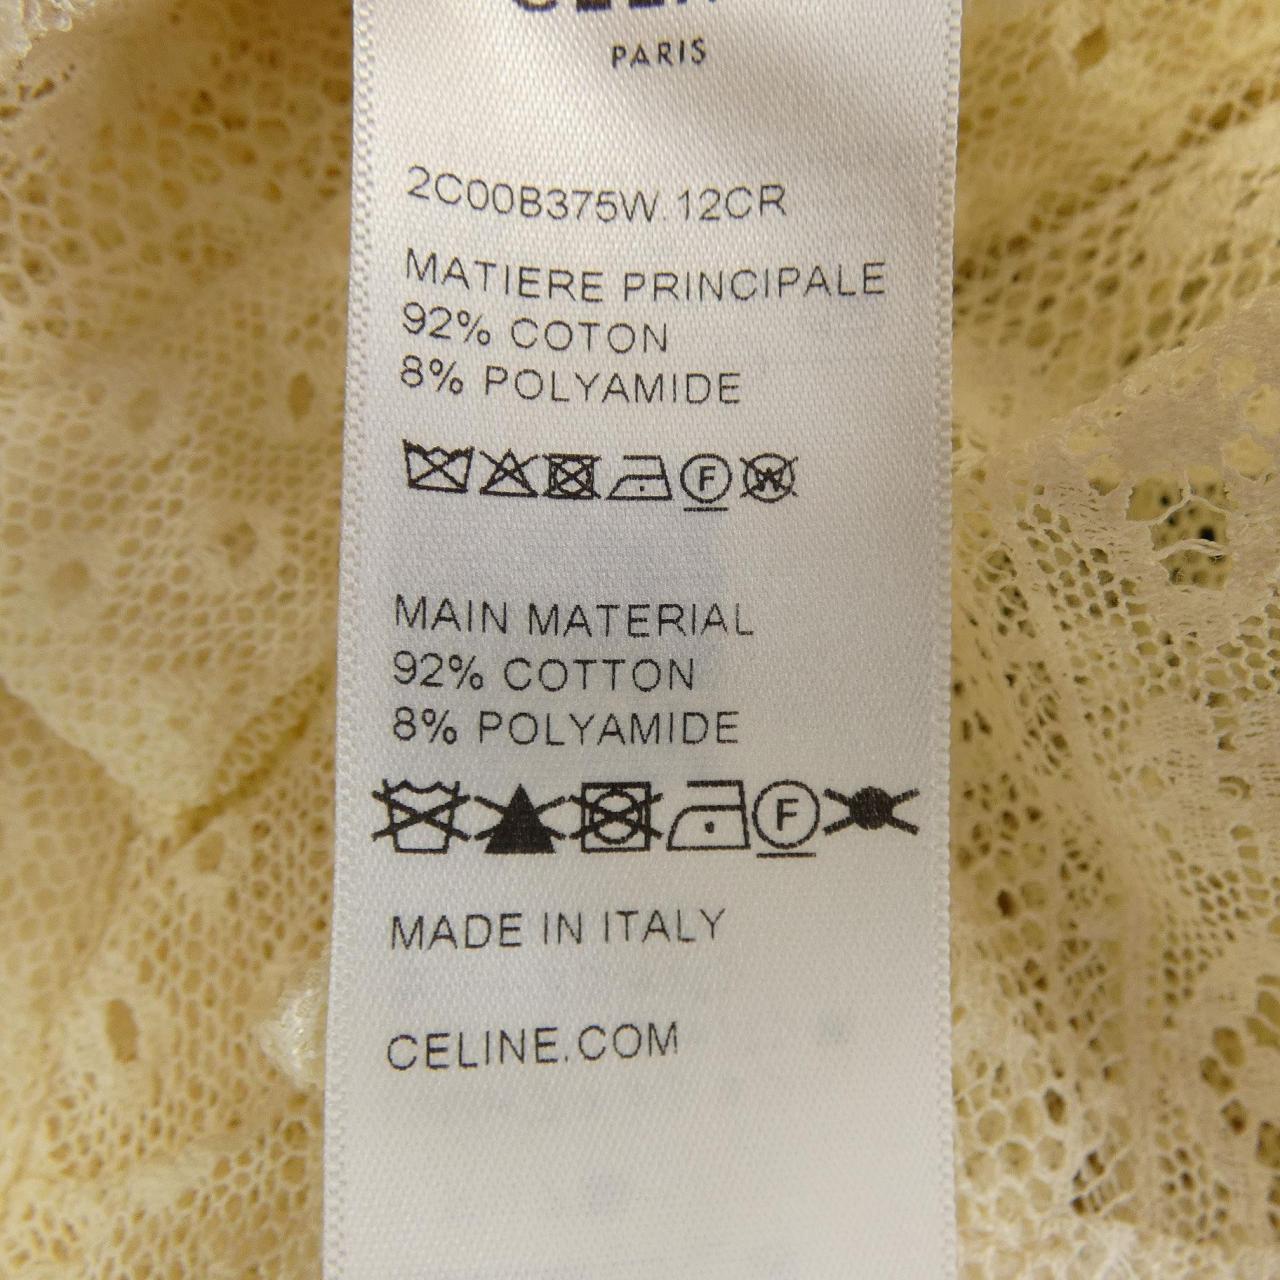 PARIS
2C00B375W.12CR
MATIERE PRINCIPALE
92% COTON
8% POLYAMIDE
F W
MAIN MATERIAL
92% COTTON
8% POLYAMIDE
F
MADE IN ITALY
CELINE.COM